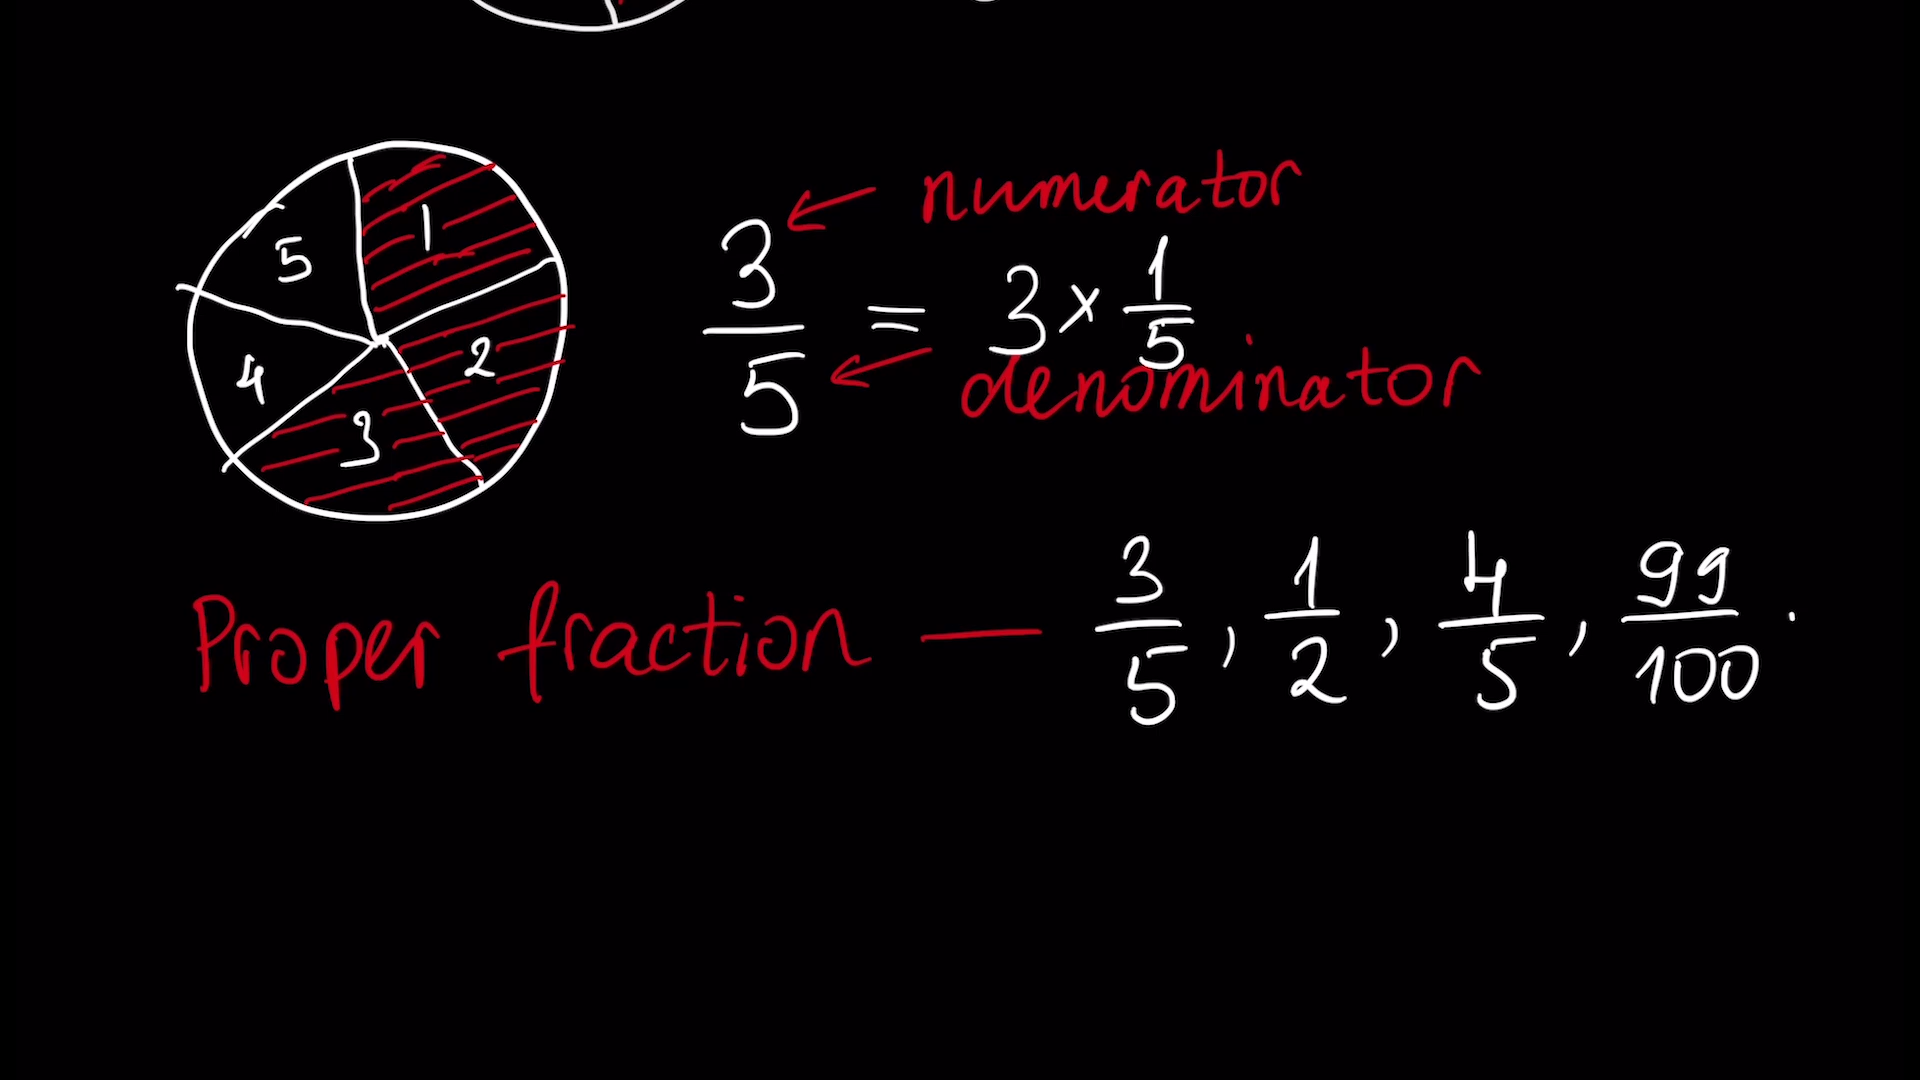 5 1
4 3 2
3/5 = 3 × 1/5
numerator
denominator
Proper fraction — 3/5, 1/2, 4/5, 99/100.